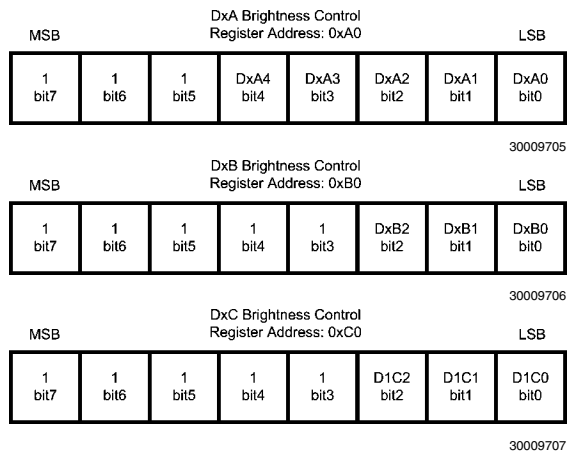 DxA Brightness Control
MSB Register Address: 0xA0 LSB
1 1 1 DxA4 DxA3 DxA2 DxA1 DxA0
bit7 bit6 bit5 bit4 bit3 bit2 bit1 bit0
30009705
DxB Brightness Control
MSB Register Address: 0xB0 LSB
1 1 1 1 1 DxB2 DxB1 DxB0
bit7 bit6 bit5 bit4 bit3 bit2 bit1 bit0
30009706
DxC Brightness Control
MSB Register Address: 0xC0 LSB
1 1 1 1 1 D1C2 D1C1 D1C0
bit7 bit6 bit5 bit4 bit3 bit2 bit1 bit0
30009707